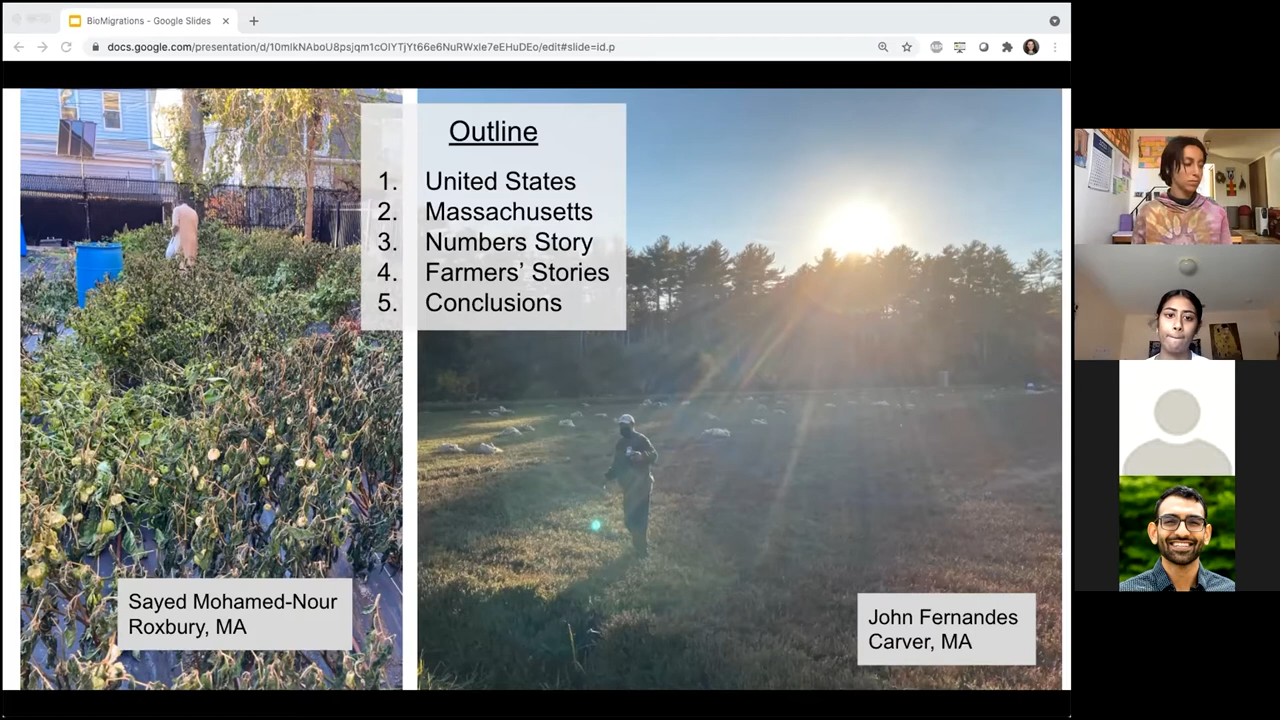 BioMigrations - Google Slides
docs.google.com/presentation/d/10mlkNAboU8psjqm1cOIYTjYt66e6NuRWxle7eEHuDEo/edit#slide=id.p
Outline
1. United States
2. Massachusetts
3. Numbers Story
4. Farmers' Stories
5. Conclusions
Sayed Mohamed-Nour
Roxbury, MA
John Fernandes
Carver, MA